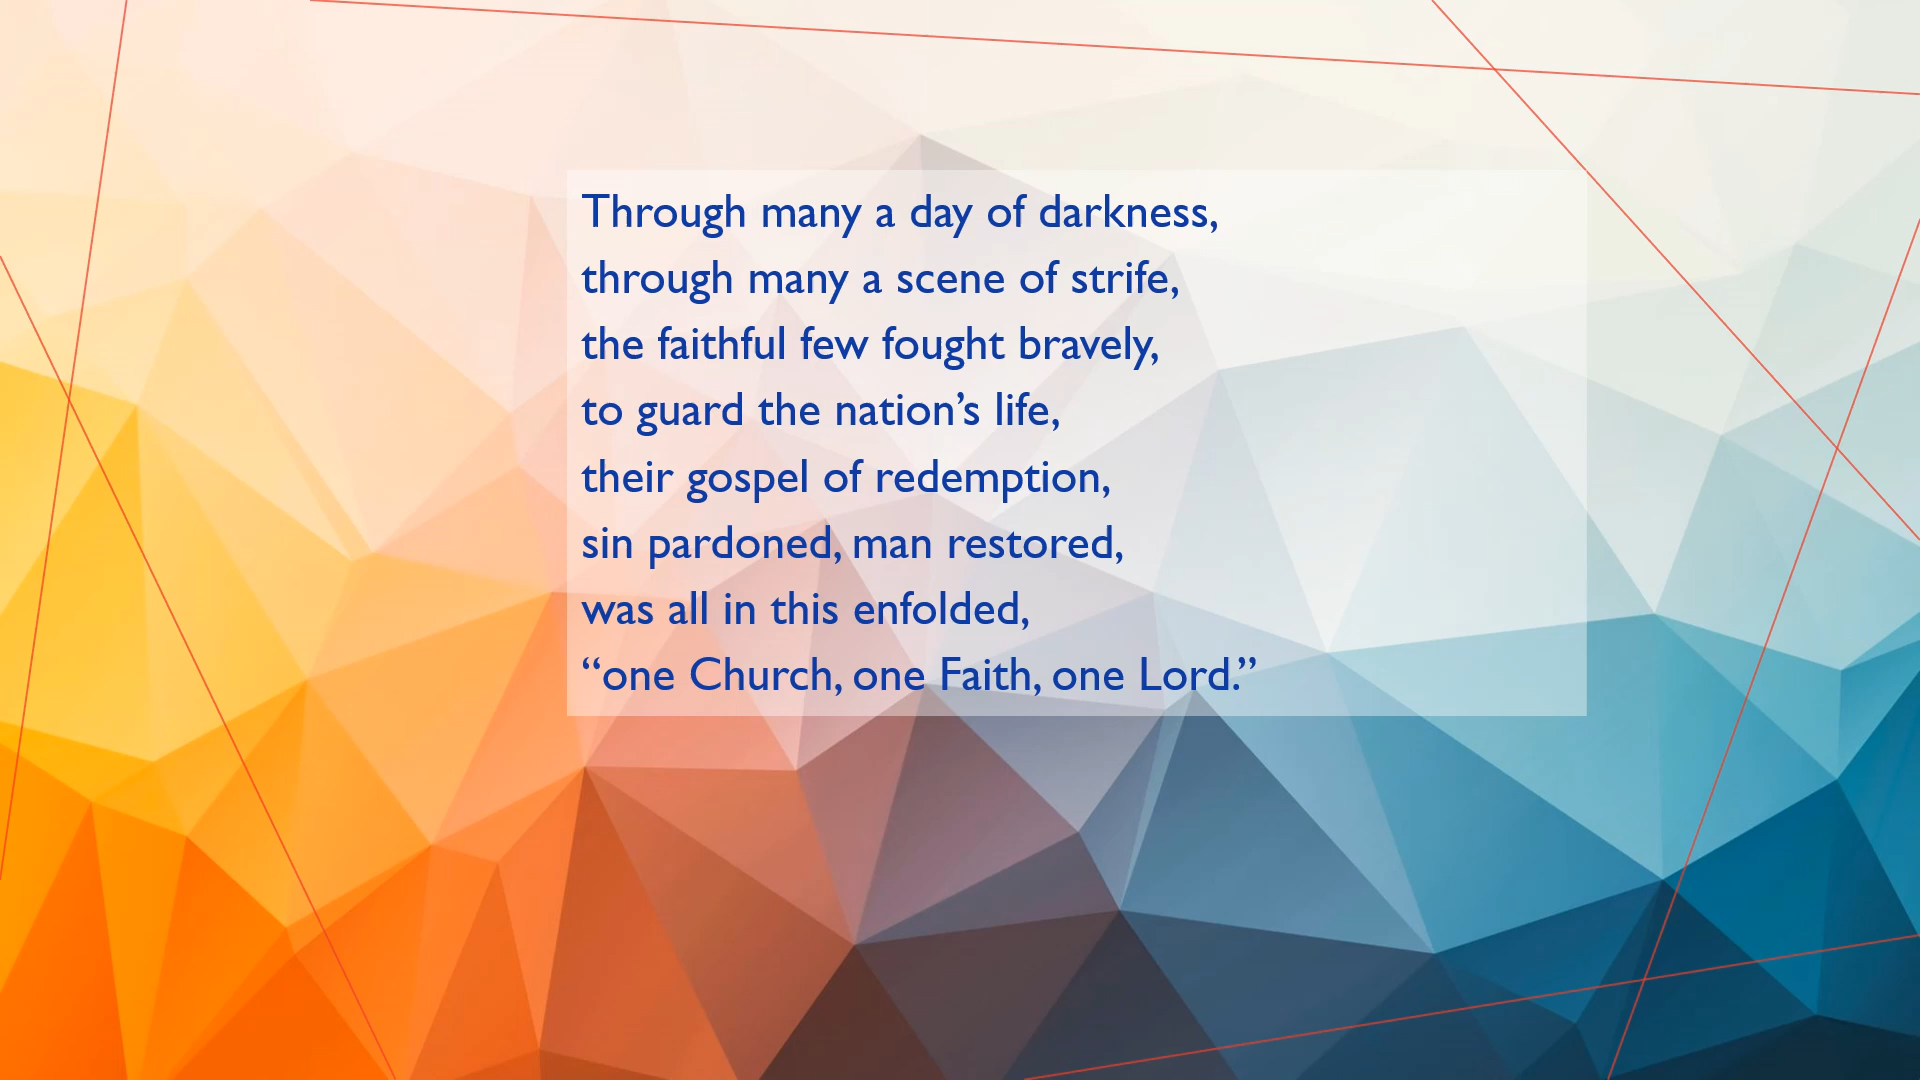 Through many a day of darkness,
through many a scene of strife,
the faithful few fought bravely,
to guard the nation’s life,
their gospel of redemption,
sin pardoned, man restored,
was all in this enfolded,
“one Church, one Faith, one Lord.”